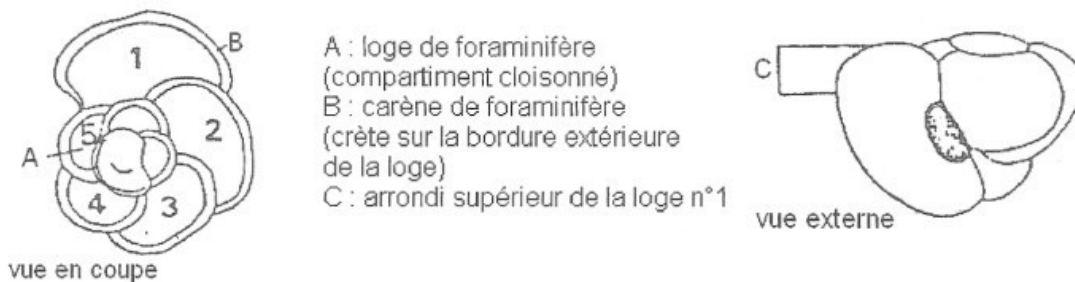 1
B
2
5
A
4
3
vue en coupe
A : loge de foraminifère
(compartiment cloisonné)
B : carène de foraminifère
(crète sur la bordure extérieure
de la loge)
C : arrondi supérieur de la loge n°1
C
vue externe